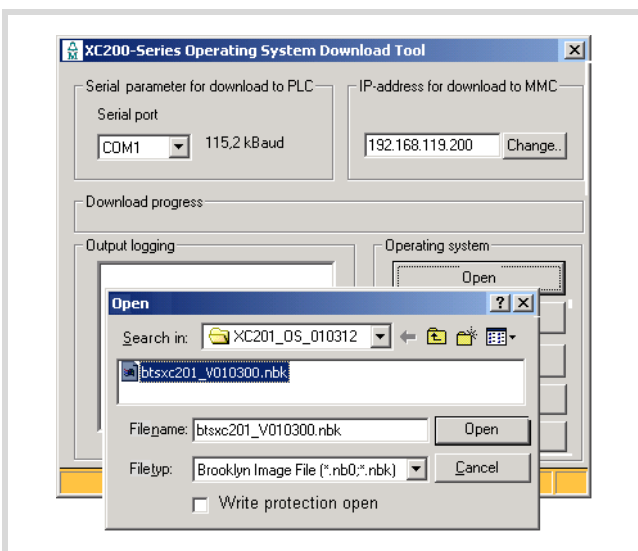 XC200-Series Operating System Download Tool
Serial parameter for download to PLC
IP-address for download to MMC
Serial port
COM1
115,2 kBaud
192.168.119.200
Change..
Download progress
Output logging
Operating system
Open
Open
Search in:
XC201_OS_010312
btsxc201_V010300.nbk
Filename:
btsxc201_V010300.nbk
Open
Filetyp:
Brooklyn Image File (*.nb0;*.nbk)
Cancel
Write protection open